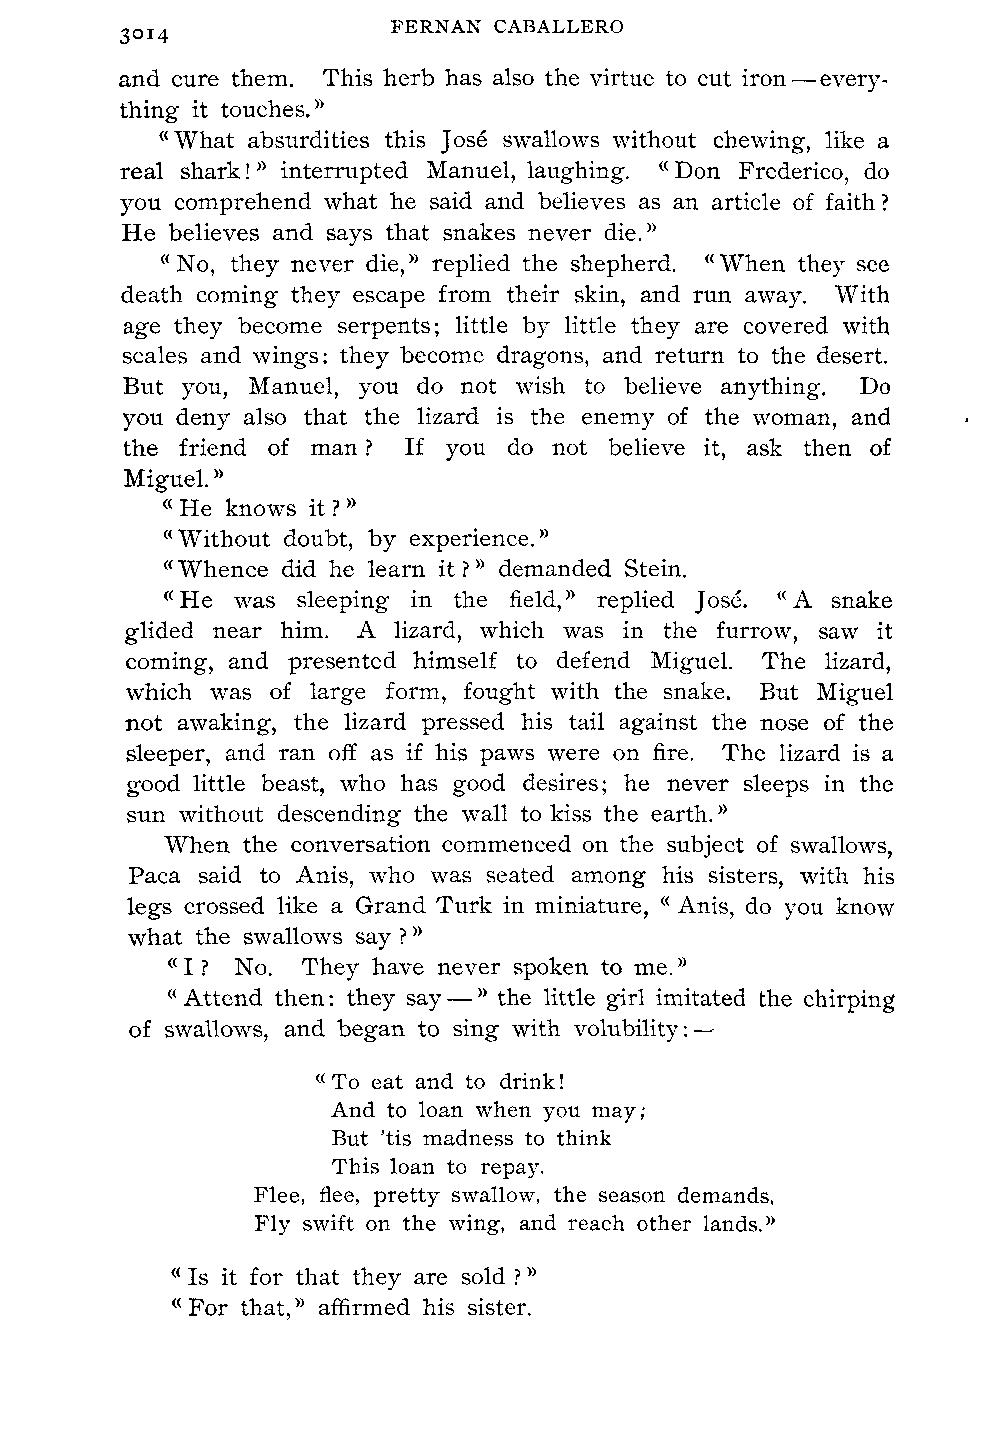 3014
FERNAN CABALLERO
and cure them. This herb has also the virtue to cut iron — every-
thing it touches.»
«What absurdities this José swallows without chewing, like a
real shark!» interrupted Manuel, laughing. «Don Frederico, do
you comprehend what he said and believes as an article of faith?
He believes and says that snakes never die.»
«No, they never die,» replied the shepherd. «When they see
death coming they escape from their skin, and run away. With
age they become serpents; little by little they are covered with
scales and wings: they become dragons, and return to the desert.
But you, Manuel, you do not wish to believe anything. Do
you deny also that the lizard is the enemy of the woman, and
the friend of man? If you do not believe it, ask then of
Miguel.»
«He knows it?»
«Without doubt, by experience.»
«Whence did he learn it?» demanded Stein.
«He was sleeping in the field,» replied José. «A snake
glided near him. A lizard, which was in the furrow, saw it
coming, and presented himself to defend Miguel. The lizard,
which was of large form, fought with the snake. But Miguel
not awaking, the lizard pressed his tail against the nose of the
sleeper, and ran off as if his paws were on fire. The lizard is a
good little beast, who has good desires; he never sleeps in the
sun without descending the wall to kiss the earth.»
When the conversation commenced on the subject of swallows,
Paca said to Anis, who was seated among his sisters, with his
legs crossed like a Grand Turk in miniature, «Anis, do you know
what the swallows say?»
«I? No. They have never spoken to me.»
«Attend then: they say —» the little girl imitated the chirping
of swallows, and began to sing with volubility: —
«To eat and to drink!
And to loan when you may;
But 'tis madness to think
This loan to repay.
Flee, flee, pretty swallow, the season demands,
Fly swift on the wing, and reach other lands.»
«Is it for that they are sold?»
«For that,» affirmed his sister.